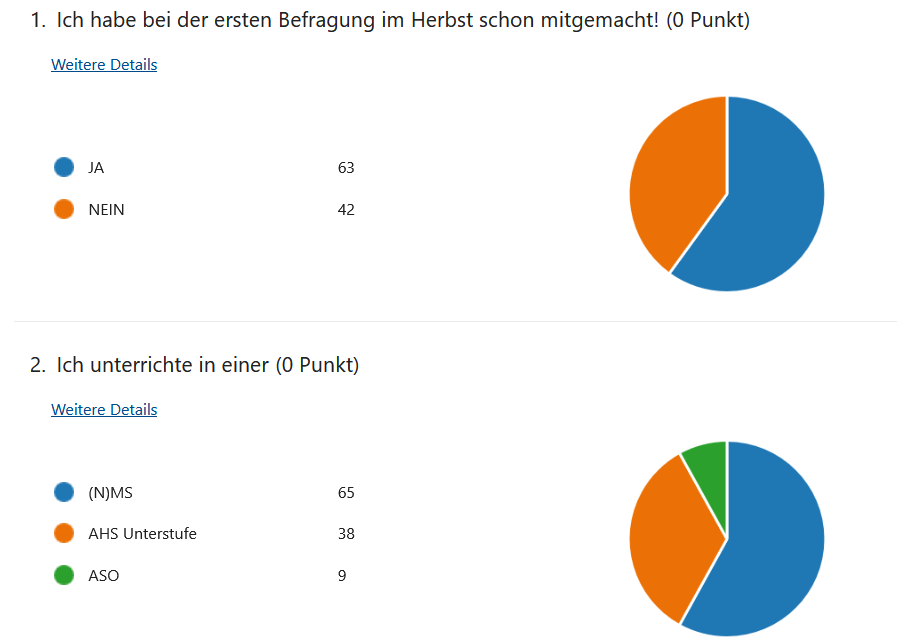 1. Ich habe bei der ersten Befragung im Herbst schon mitgemacht! (0 Punkt)
Weitere Details
JA 63
NEIN 42
2. Ich unterrichte in einer (0 Punkt)
Weitere Details
(N)MS 65
AHS Unterstufe 38
ASO 9